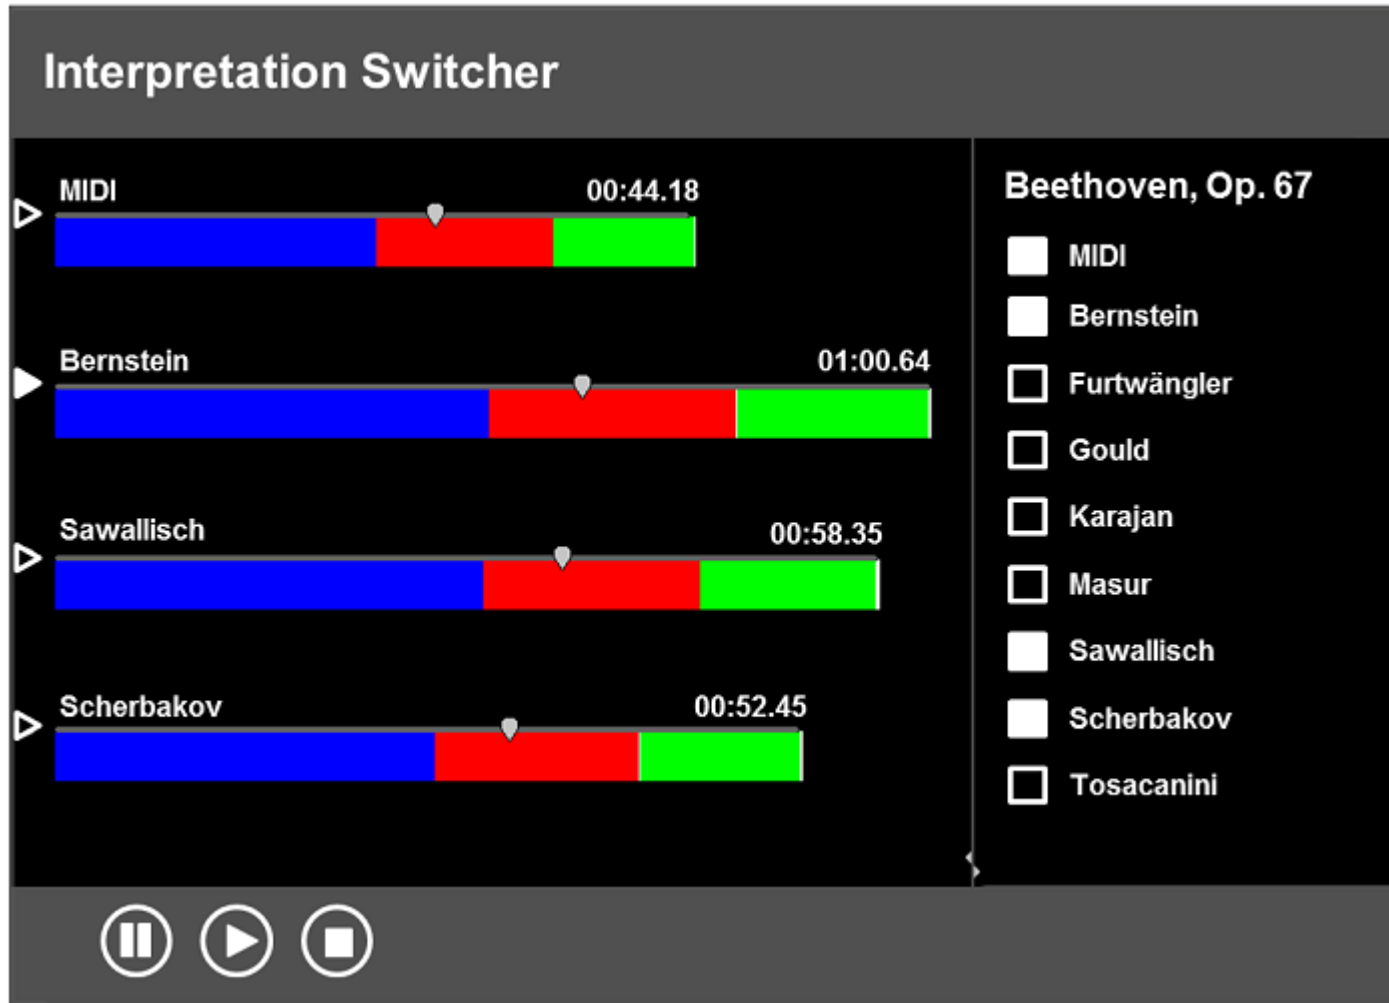 Interpretation Switcher
MIDI 00:44.18
Bernstein 01:00.64
Sawallisch 00:58.35
Scherbakov 00:52.45
Beethoven, Op. 67
MIDI
Bernstein
Furtwängler
Gould
Karajan
Masur
Sawallisch
Scherbakov
Tosacanini